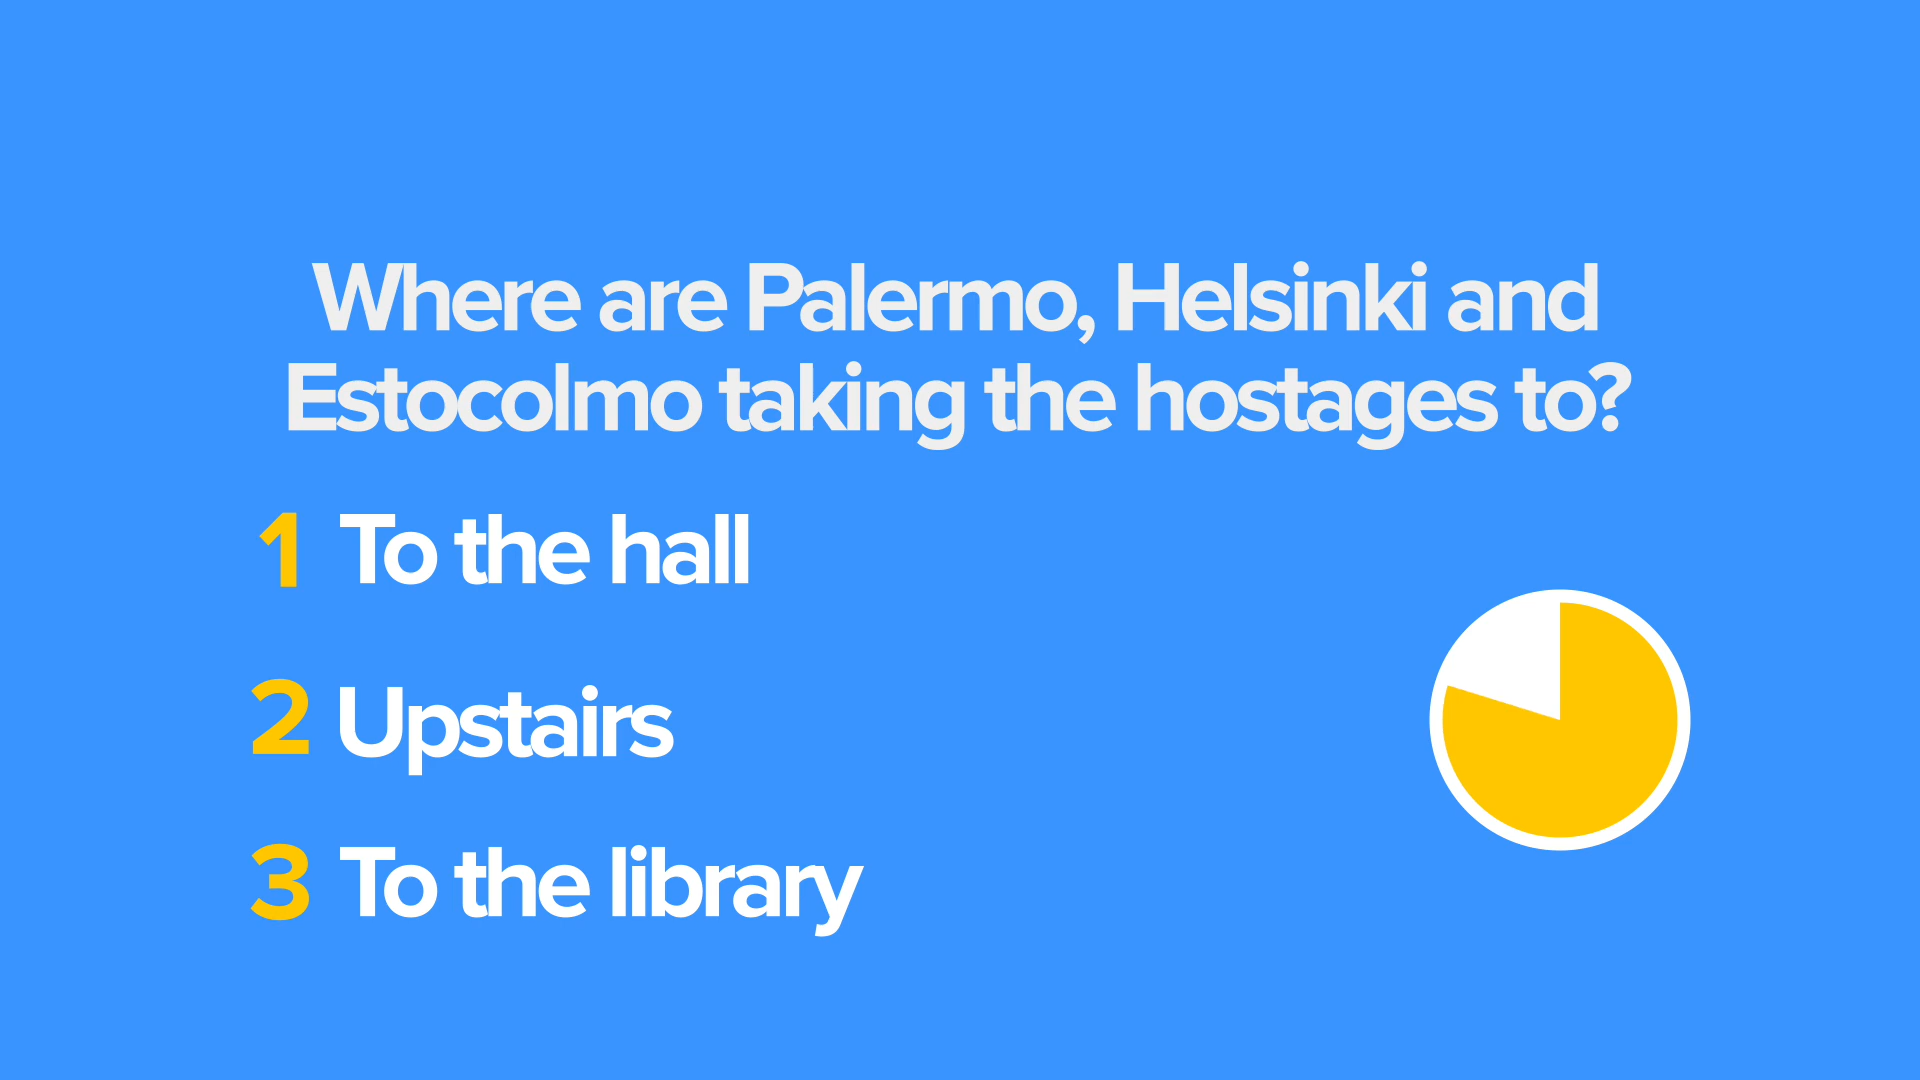 Where are Palermo, Helsinki and
Estocolmo taking the hostages to?
1 To the hall
2 Upstairs
3 To the library